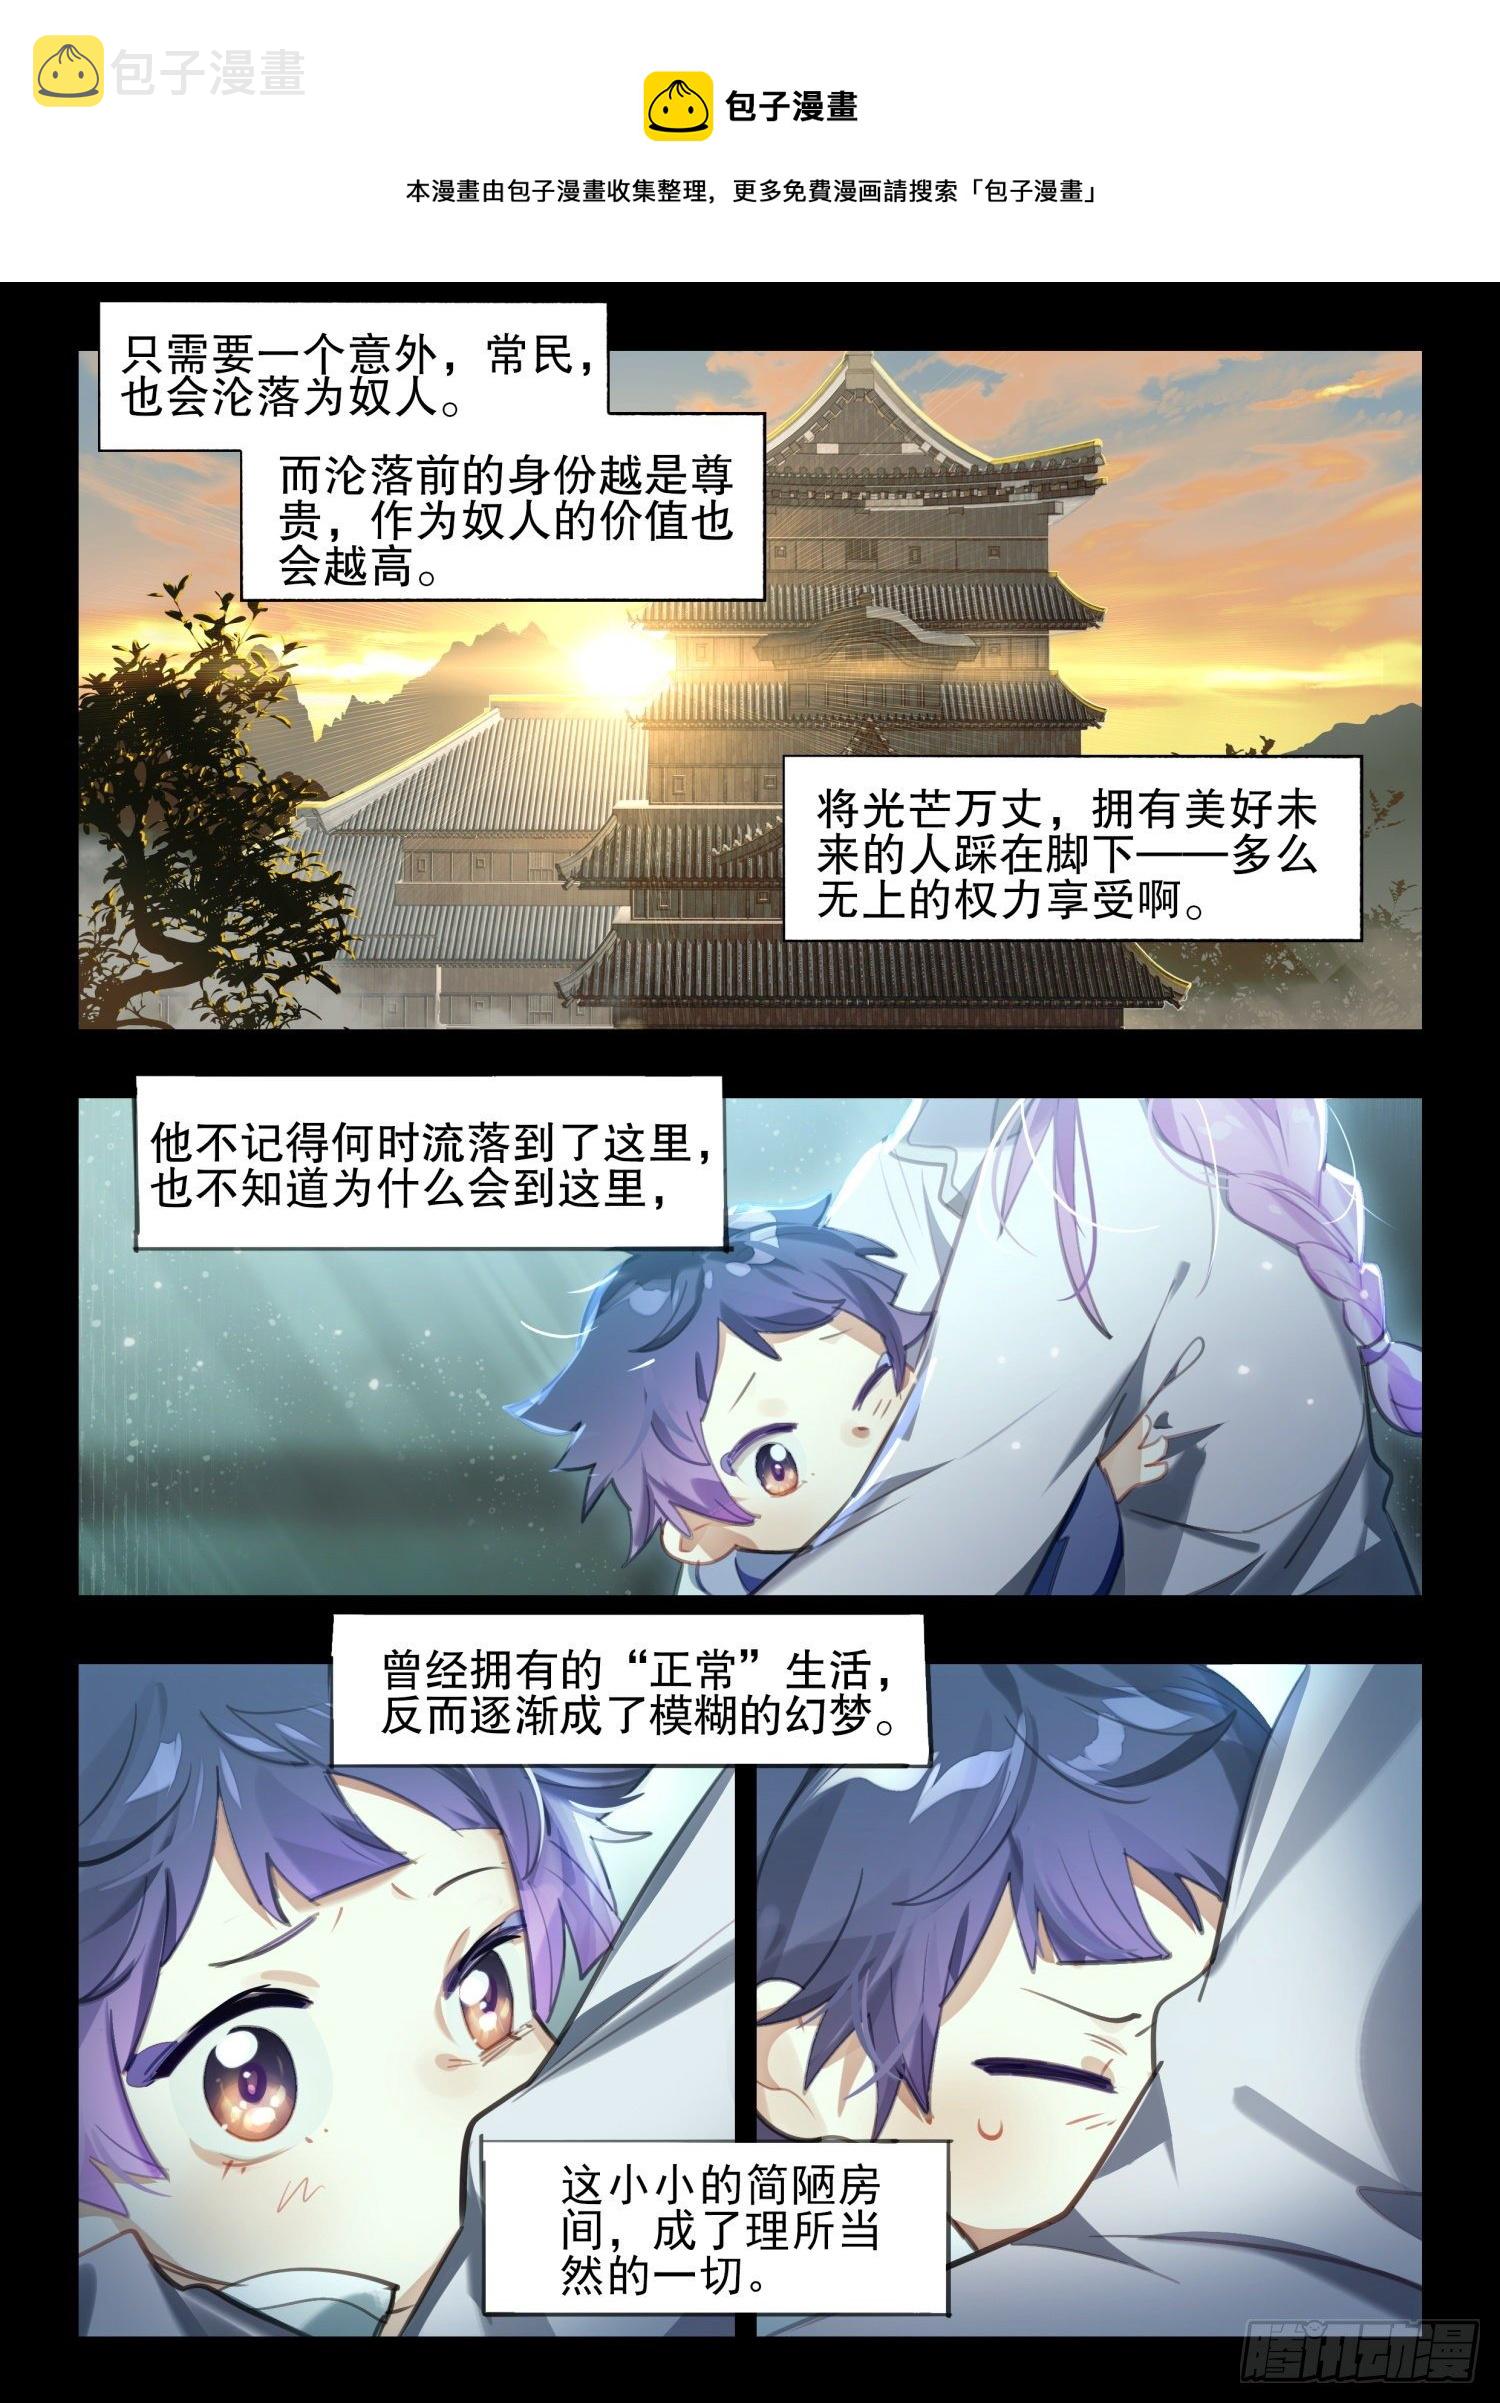 包子漫畫
包子漫畫
本漫畫由包子漫畫收集整理，更多免費漫画請搜索「包子漫畫」
只需要一个意外，常民，
也会沦落为奴人。
而沦落前的身份越是尊
贵，作为奴人的价值也
会越高。
将光芒万丈，拥有美好未
来的人踩在脚下——多么
无上的权力享受啊。
他不记得何时流落到了这里，
也不知道为什么会到这里，
曾经拥有的“正常”生活，
反而逐渐成了模糊的幻梦。
这小小的简陋房
间，成了理所当
然的一切。
腾讯动漫